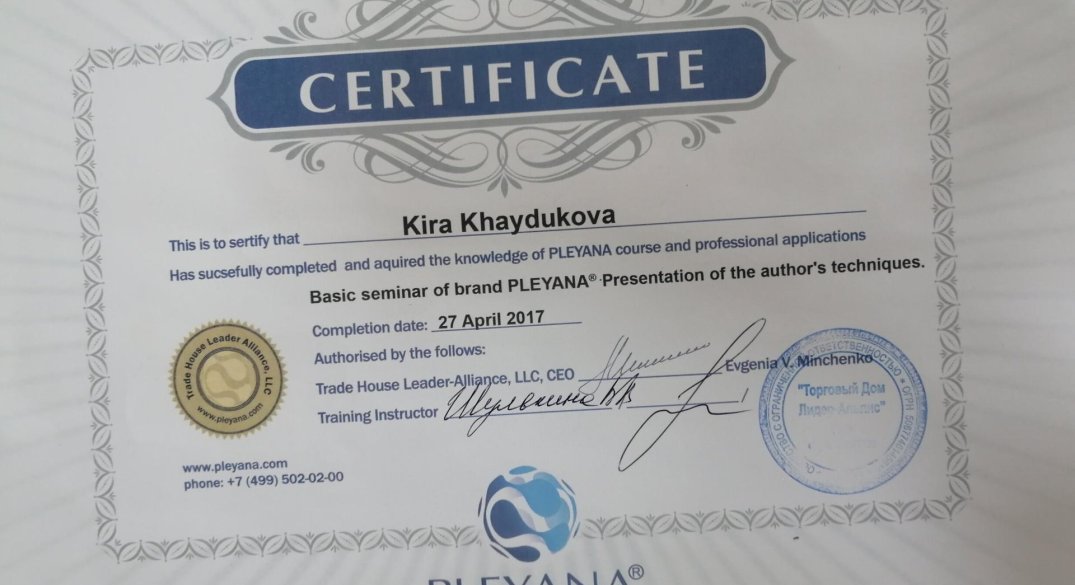 CERTIFICATE
This is to sertify that Kira Khaydukova
Has sucsefully completed and aquired the knowledge of PLEYANA course and professional applications
Basic seminar of brand PLEYANA® Presentation of the author's techniques.
Completion date: 27 April 2017
Authorised by the follows:
Trade House Leader-Alliance, LLC, CEO Evgenia V. Minchenko
Training Instructor
Trade House Leader Alliance, LLC
www.pleyana.com
"Торговый Дом
Лидер-Альянс"
www.pleyana.com
phone: +7 (499) 502-02-00
PLEYANA®